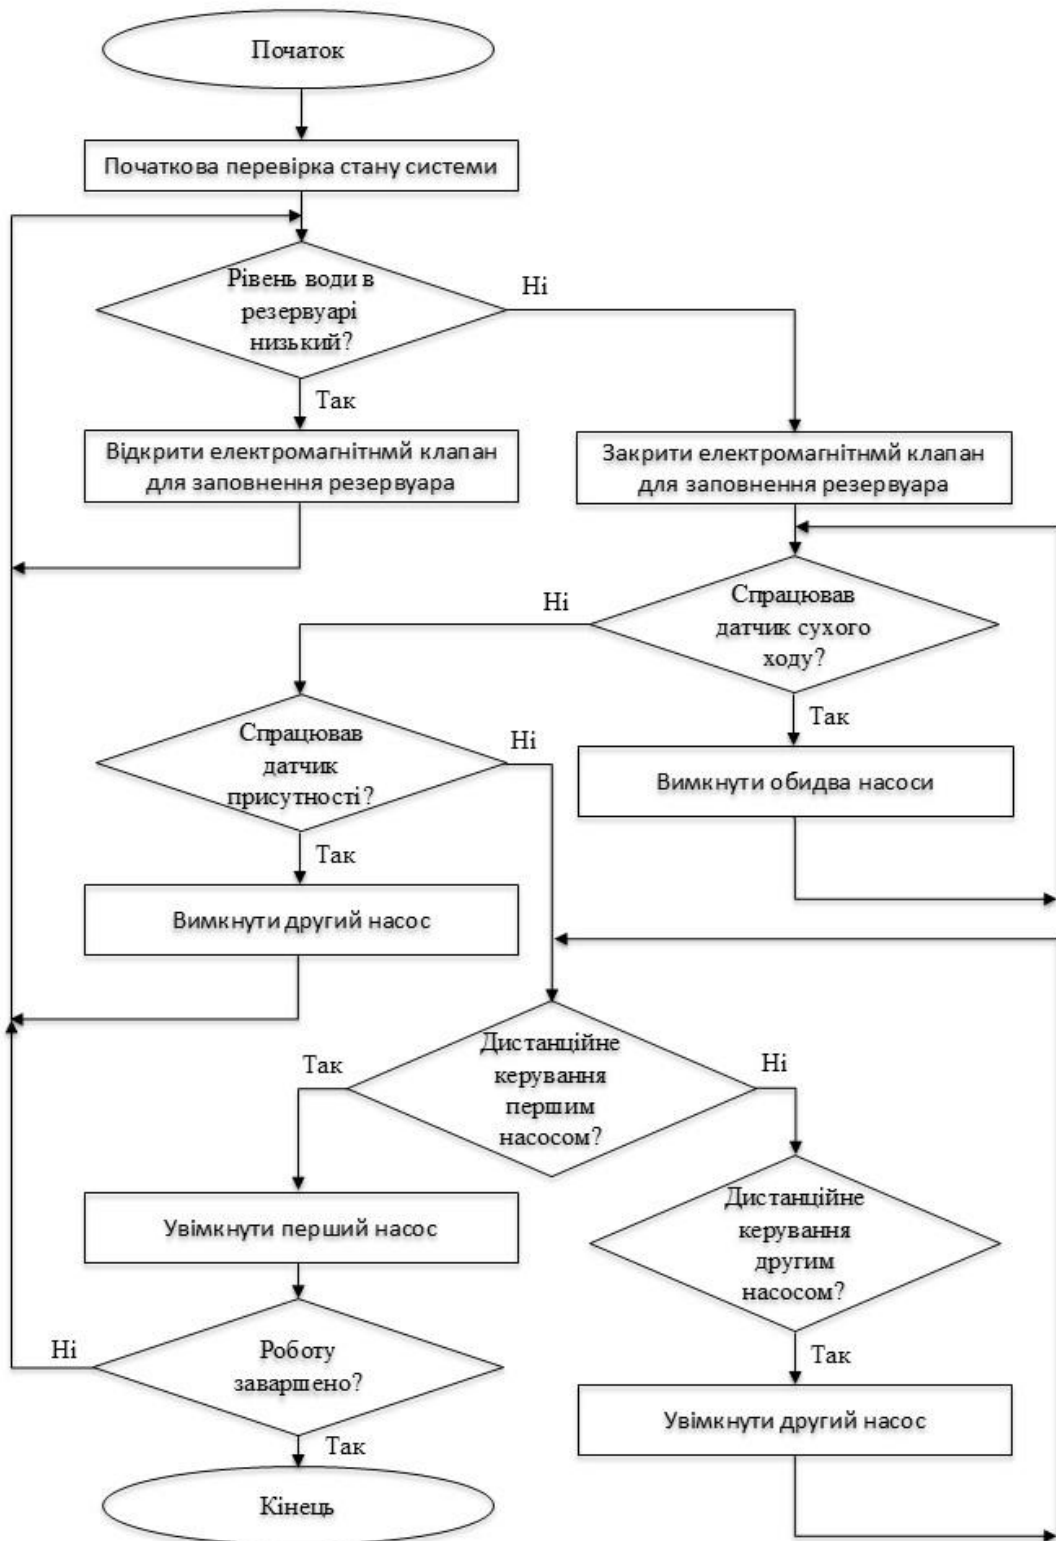 Початок
Початкова перевірка стану системи
Рівень води в
резервуарі
низький?
Ні
Так
Відкрити електромагнітнмй клапан
для заповнення резервуара
Закрити електромагнітнмй клапан
для заповнення резервуара
Ні
Спрацював
датчик сухого
ходу?
Так
Спрацював
датчик
присутності?
Ні
Вимкнути обидва насоси
Так
Вимкнути другий насос
Так
Дистанційне
керування
першим
насосом?
Ні
Увімкнути перший насос
Дистанційне
керування
другим
насосом?
Ні
Роботу
заваршено?
Так
Увімкнути другий насос
Так
Кінець